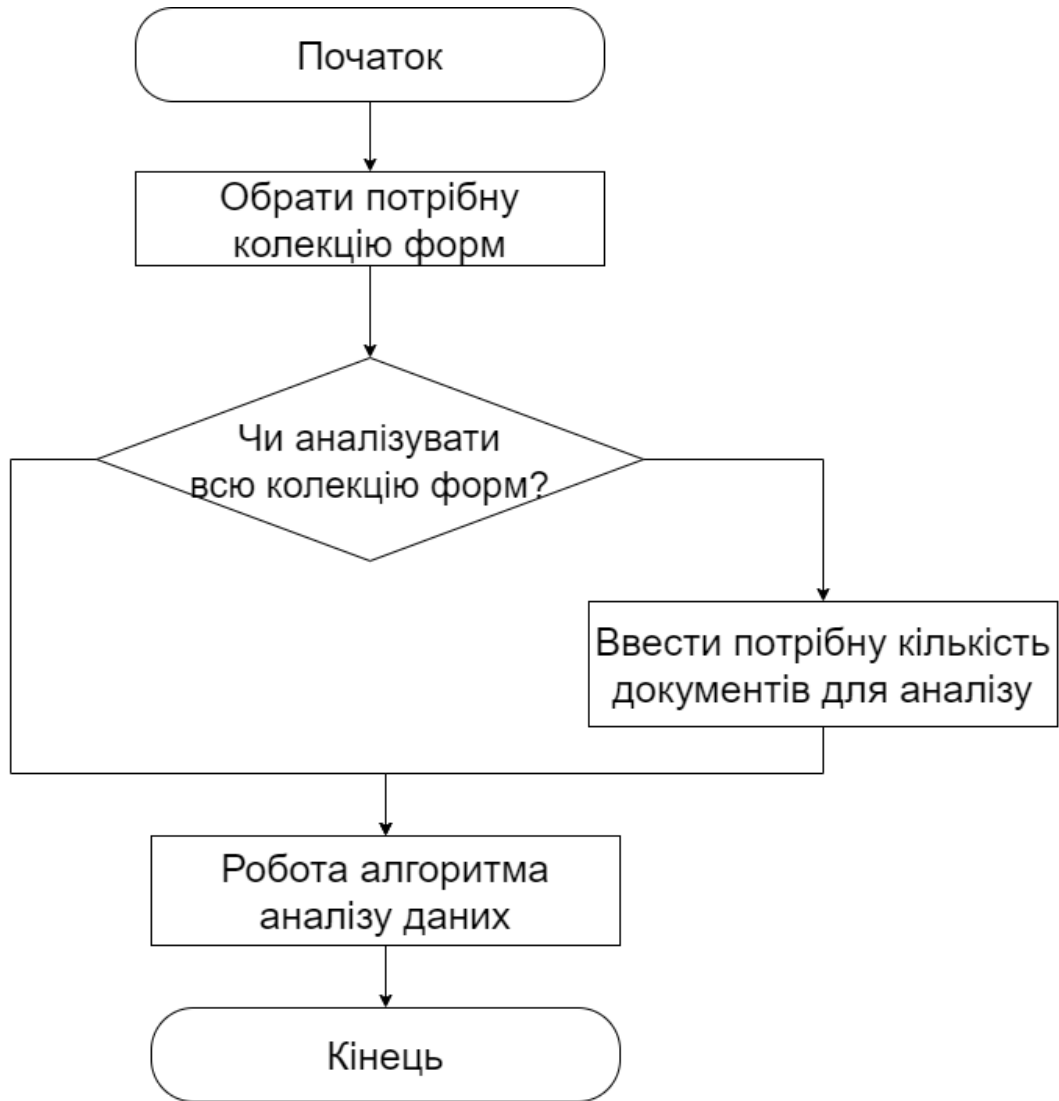 Початок
Обрати потрібну
колекцію форм
Чи аналізувати
всю колекцію форм?
Ввести потрібну кількість
документів для аналізу
Робота алгоритма
аналізу даних
Кінець